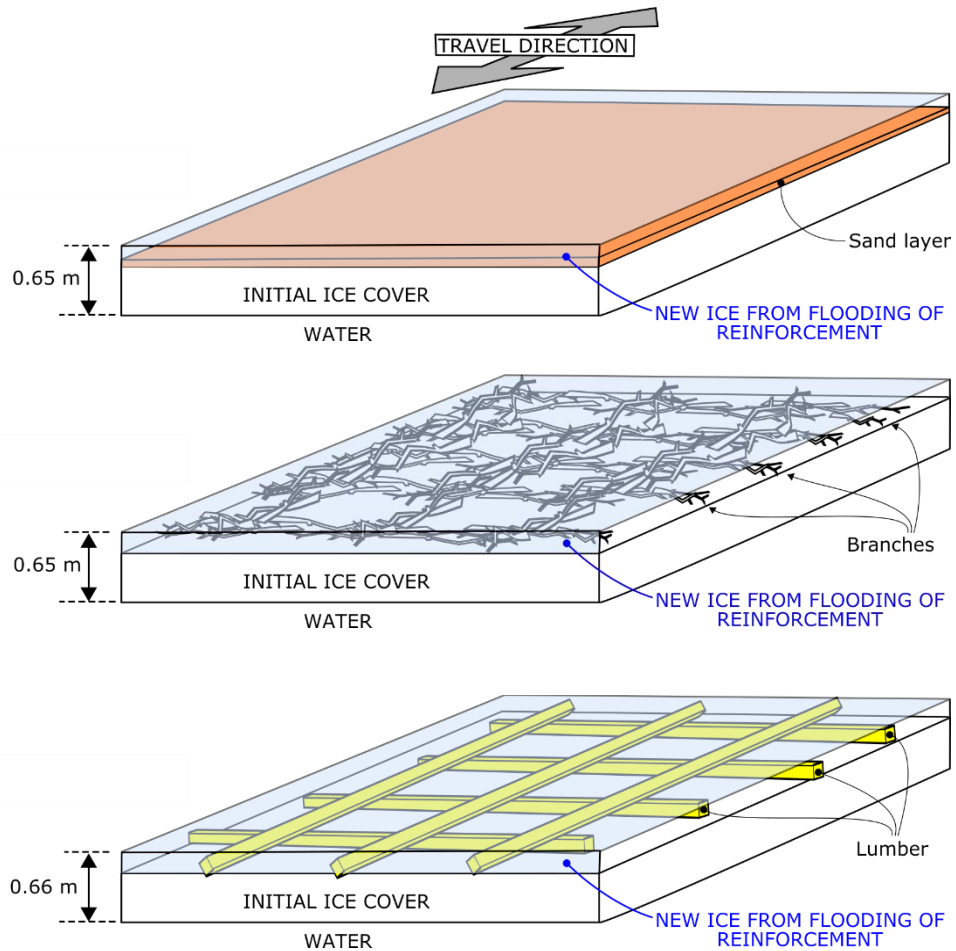 TRAVEL DIRECTION
Sand layer
0.65 m
INITIAL ICE COVER
NEW ICE FROM FLOODING OF
REINFORCEMENT
WATER
Branches
0.65 m
INITIAL ICE COVER
NEW ICE FROM FLOODING OF
REINFORCEMENT
WATER
Lumber
0.66 m
INITIAL ICE COVER
NEW ICE FROM FLOODING OF
REINFORCEMENT
WATER